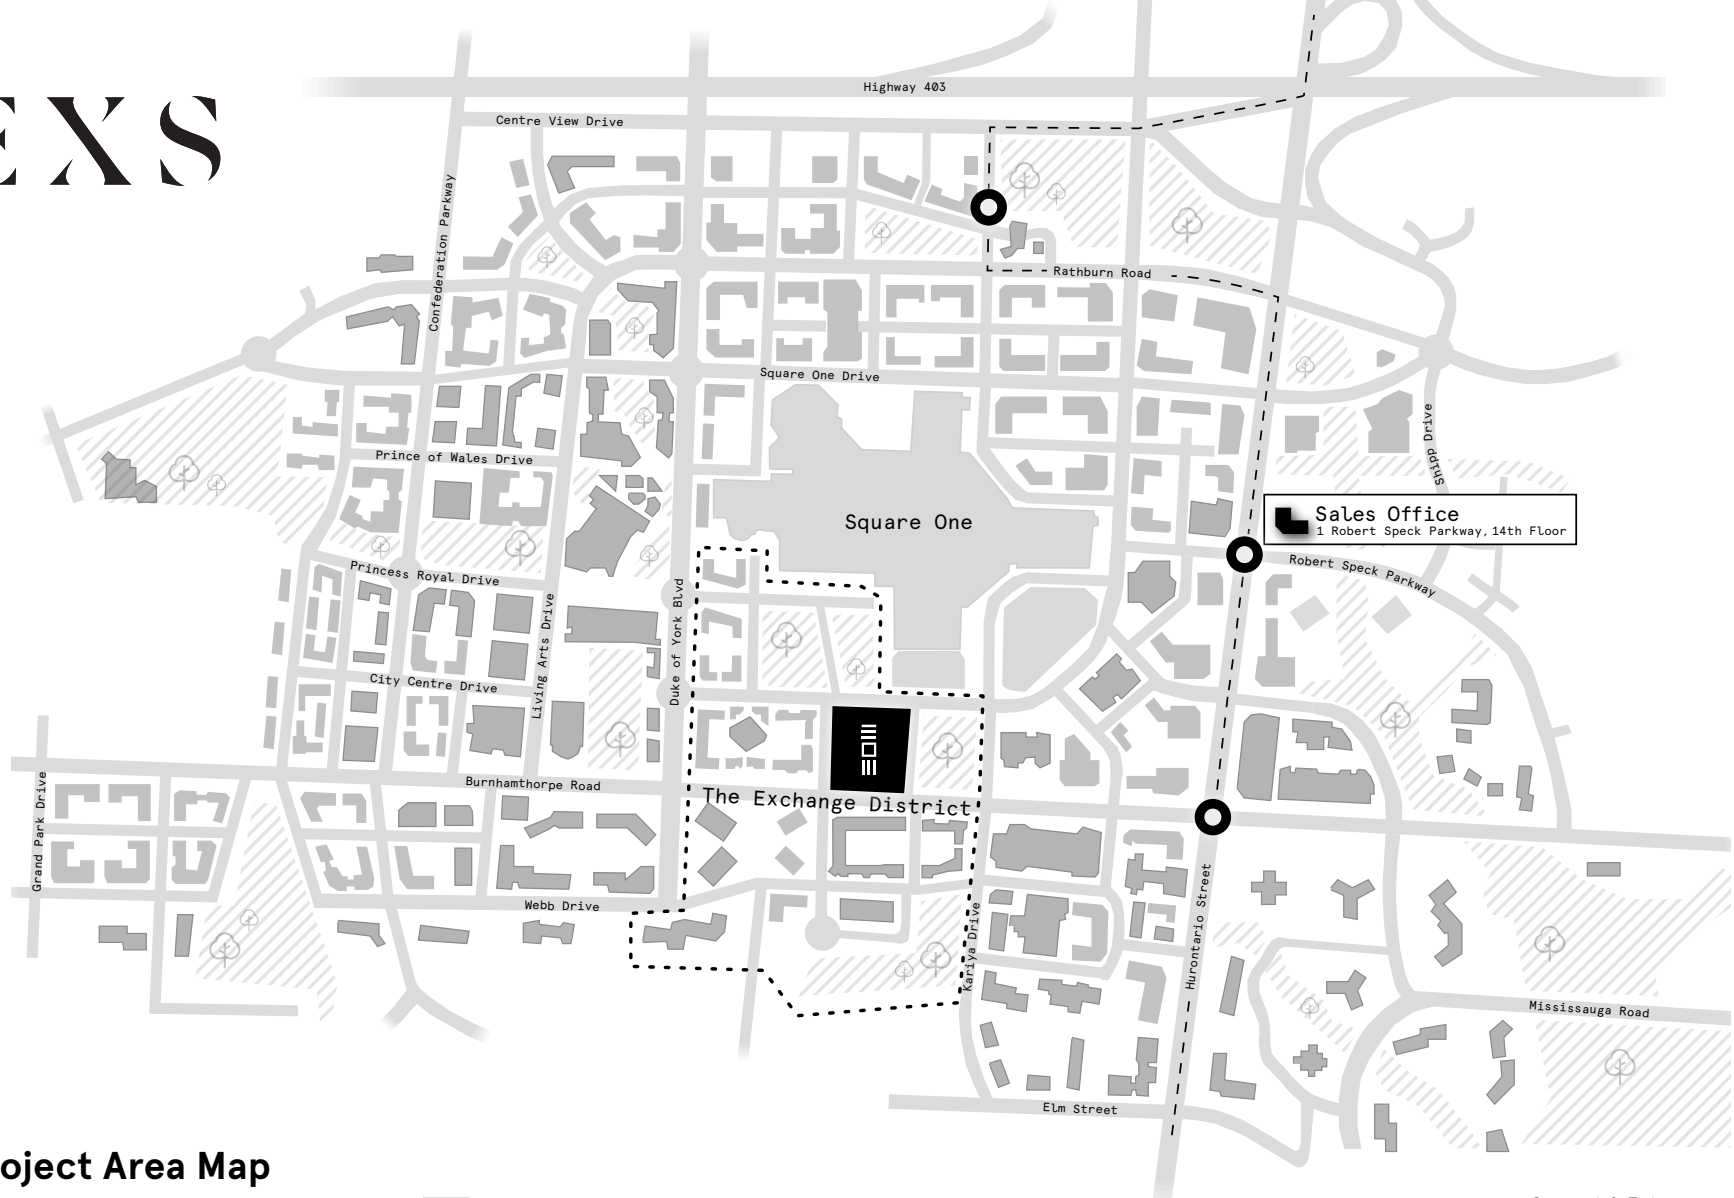 Highway 403
EXS
Centre View Drive
Confederation Parkway
Rathburn Road
Square One Drive
Shipp Drive
Prince of Wales Drive
Square One
Sales Office
1 Robert Speck Parkway, 14th Floor
Robert Speck Parkway
Princess Royal Drive
Living Arts Drive
Duke of York Blvd
City Centre Drive
Burnhamthorpe Road
The Exchange District
Grand Park Drive
Webb Drive
Kariya Drive
Hurontario Street
Mississauga Road
Elm Street
oject Area Map